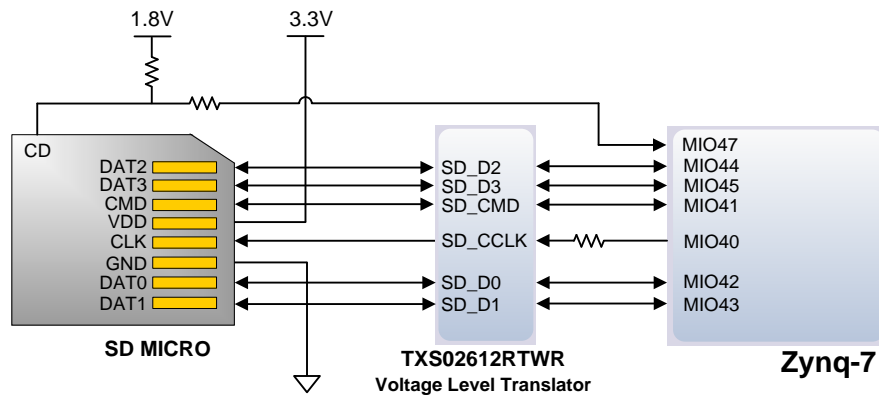 1.8V
3.3V
CD
DAT2
DAT3
CMD
VDD
CLK
GND
DAT0
DAT1
SD MICRO
SD_D2
SD_D3
SD_CMD
SD_CCLK
SD_D0
SD_D1
TXS02612RTWR
Voltage Level Translator
MIO47
MIO44
MIO45
MIO41
MIO40
MIO42
MIO43
Zynq-7